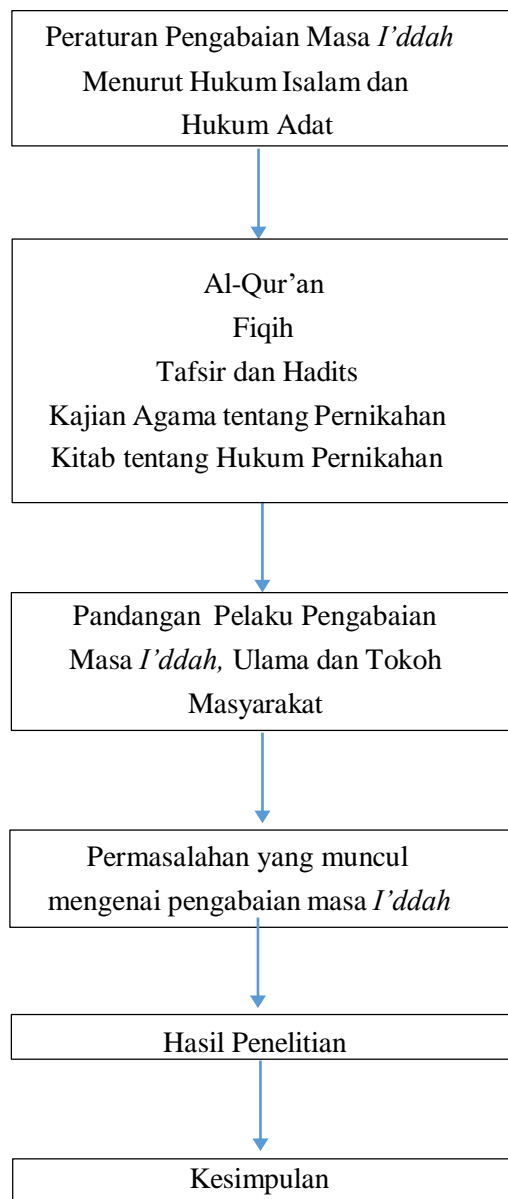 Peraturan Pengabaian Masa I'ddah
Menurut Hukum Isalam dan
Hukum Adat
Al-Qur'an
Fiqih
Tafsir dan Hadits
Kajian Agama tentang Pernikahan
Kitab tentang Hukum Pernikahan
Pandangan Pelaku Pengabaian
Masa I'ddah, Ulama dan Tokoh
Masyarakat
Permasalahan yang muncul
mengenai pengabaian masa I'ddah
Hasil Penelitian
Kesimpulan